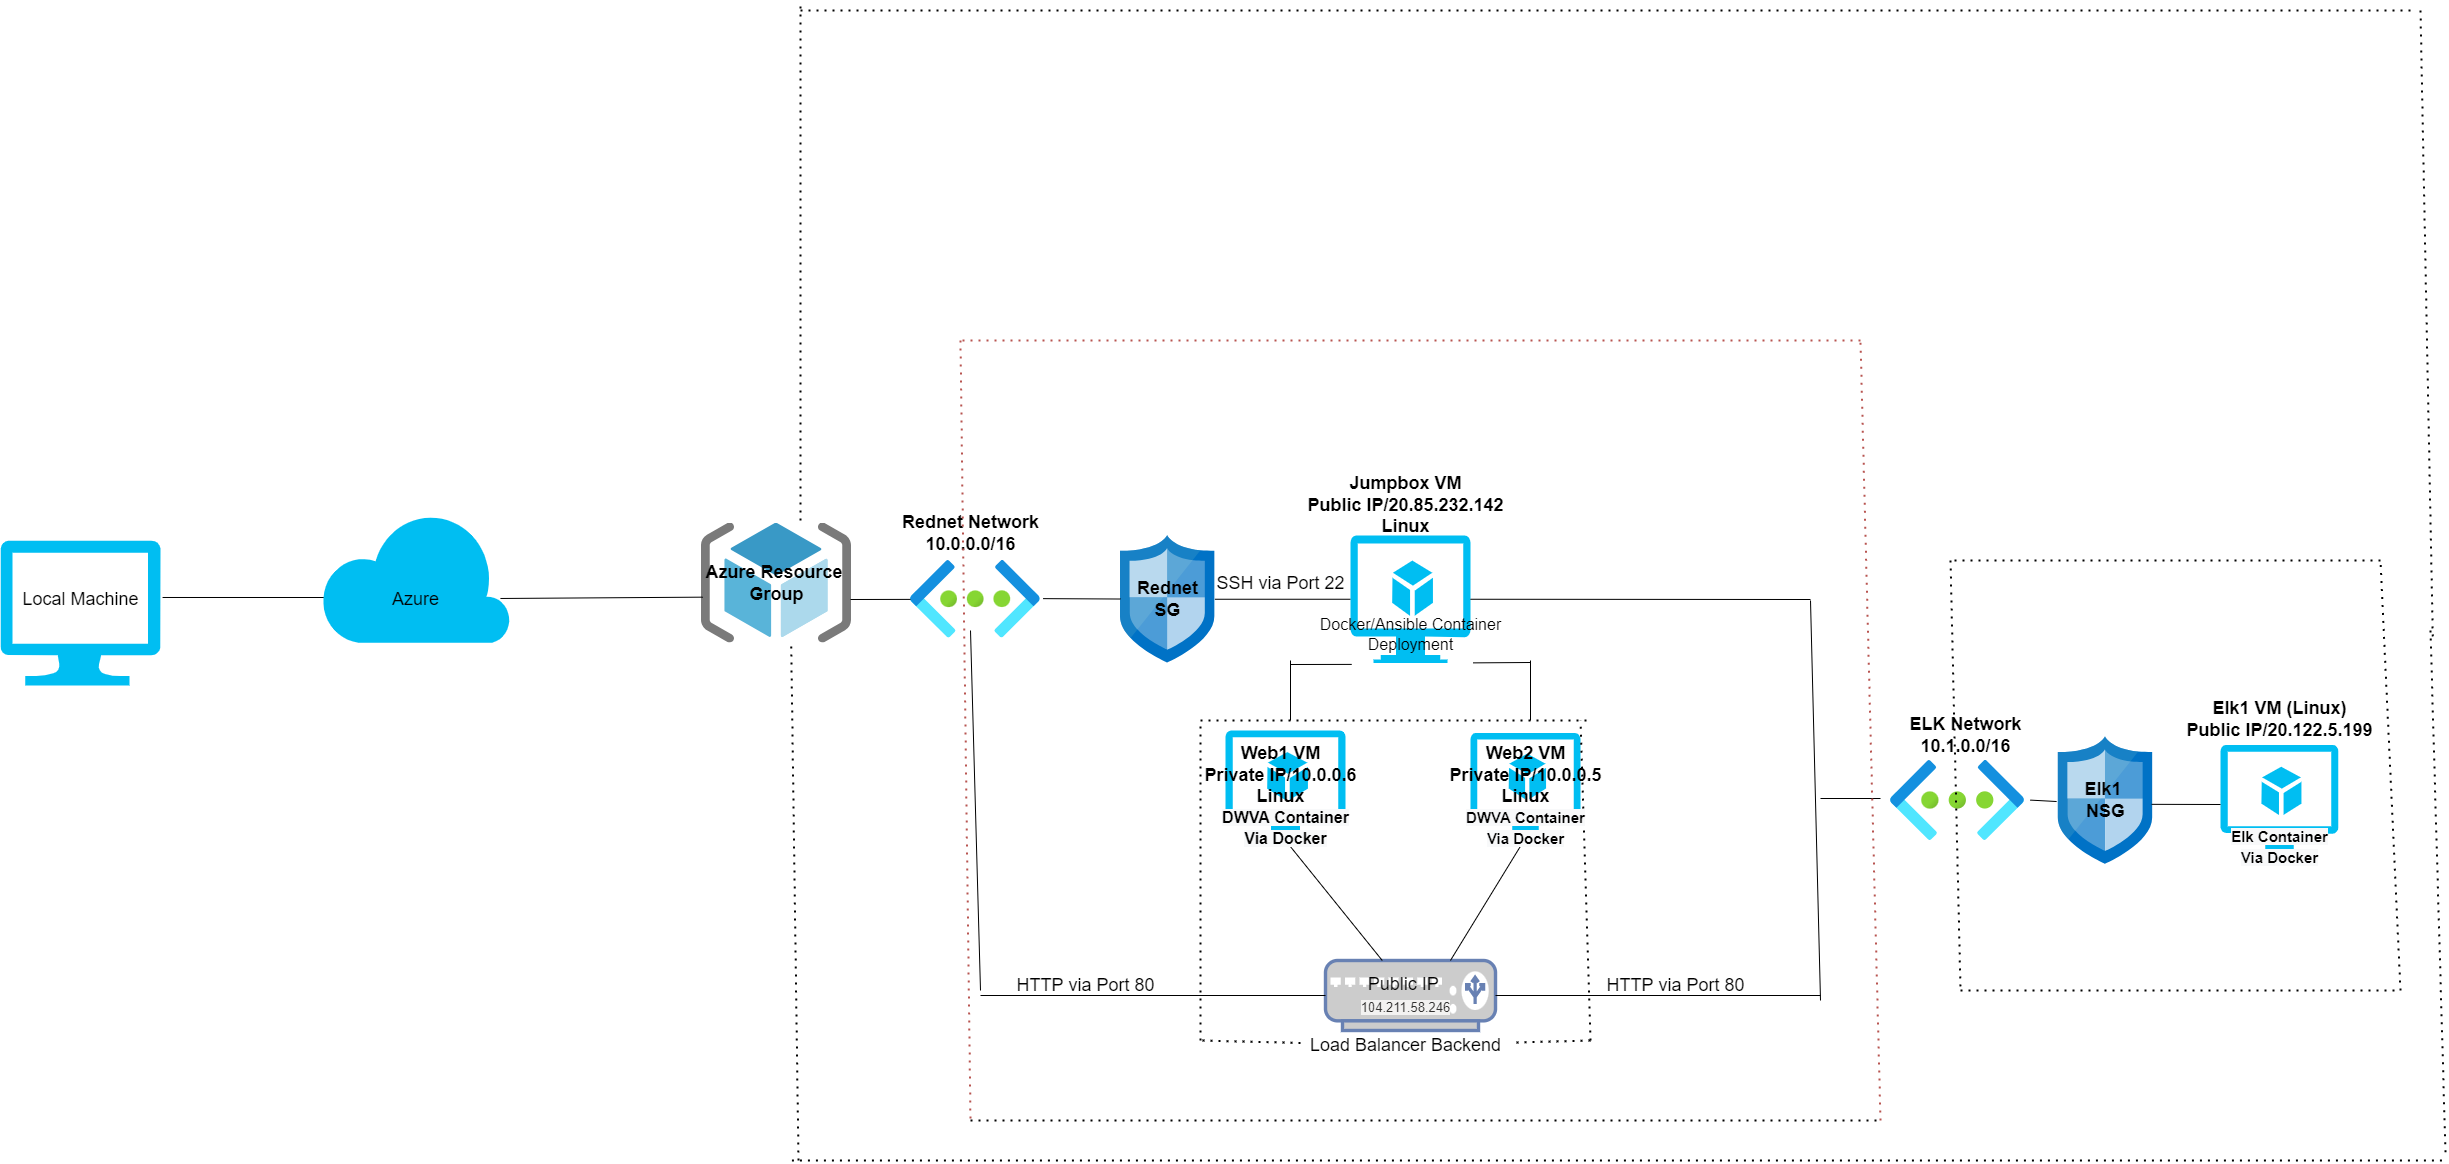 Local Machine
Azure
Azure Resource
Group
Rednet Network
10.0.0.0/16
Rednet
SG
SSH via Port 22
Jumpbox VM
Public IP/20.85.232.142
Linux
Docker/Ansible Container
Deployment
Web1 VM
Private IP/10.0.0.6
Linux
DWVA Container
Via Docker
Web2 VM
Private IP/10.0.0.5
Linux
DWVA Container
Via Docker
HTTP via Port 80
Public IP
104.211.58.246
HTTP via Port 80
Load Balancer Backend
ELK Network
10.1.0.0/16
Elk1
NSG
Elk1 VM (Linux)
Public IP/20.122.5.199
Elk Container
Via Docker